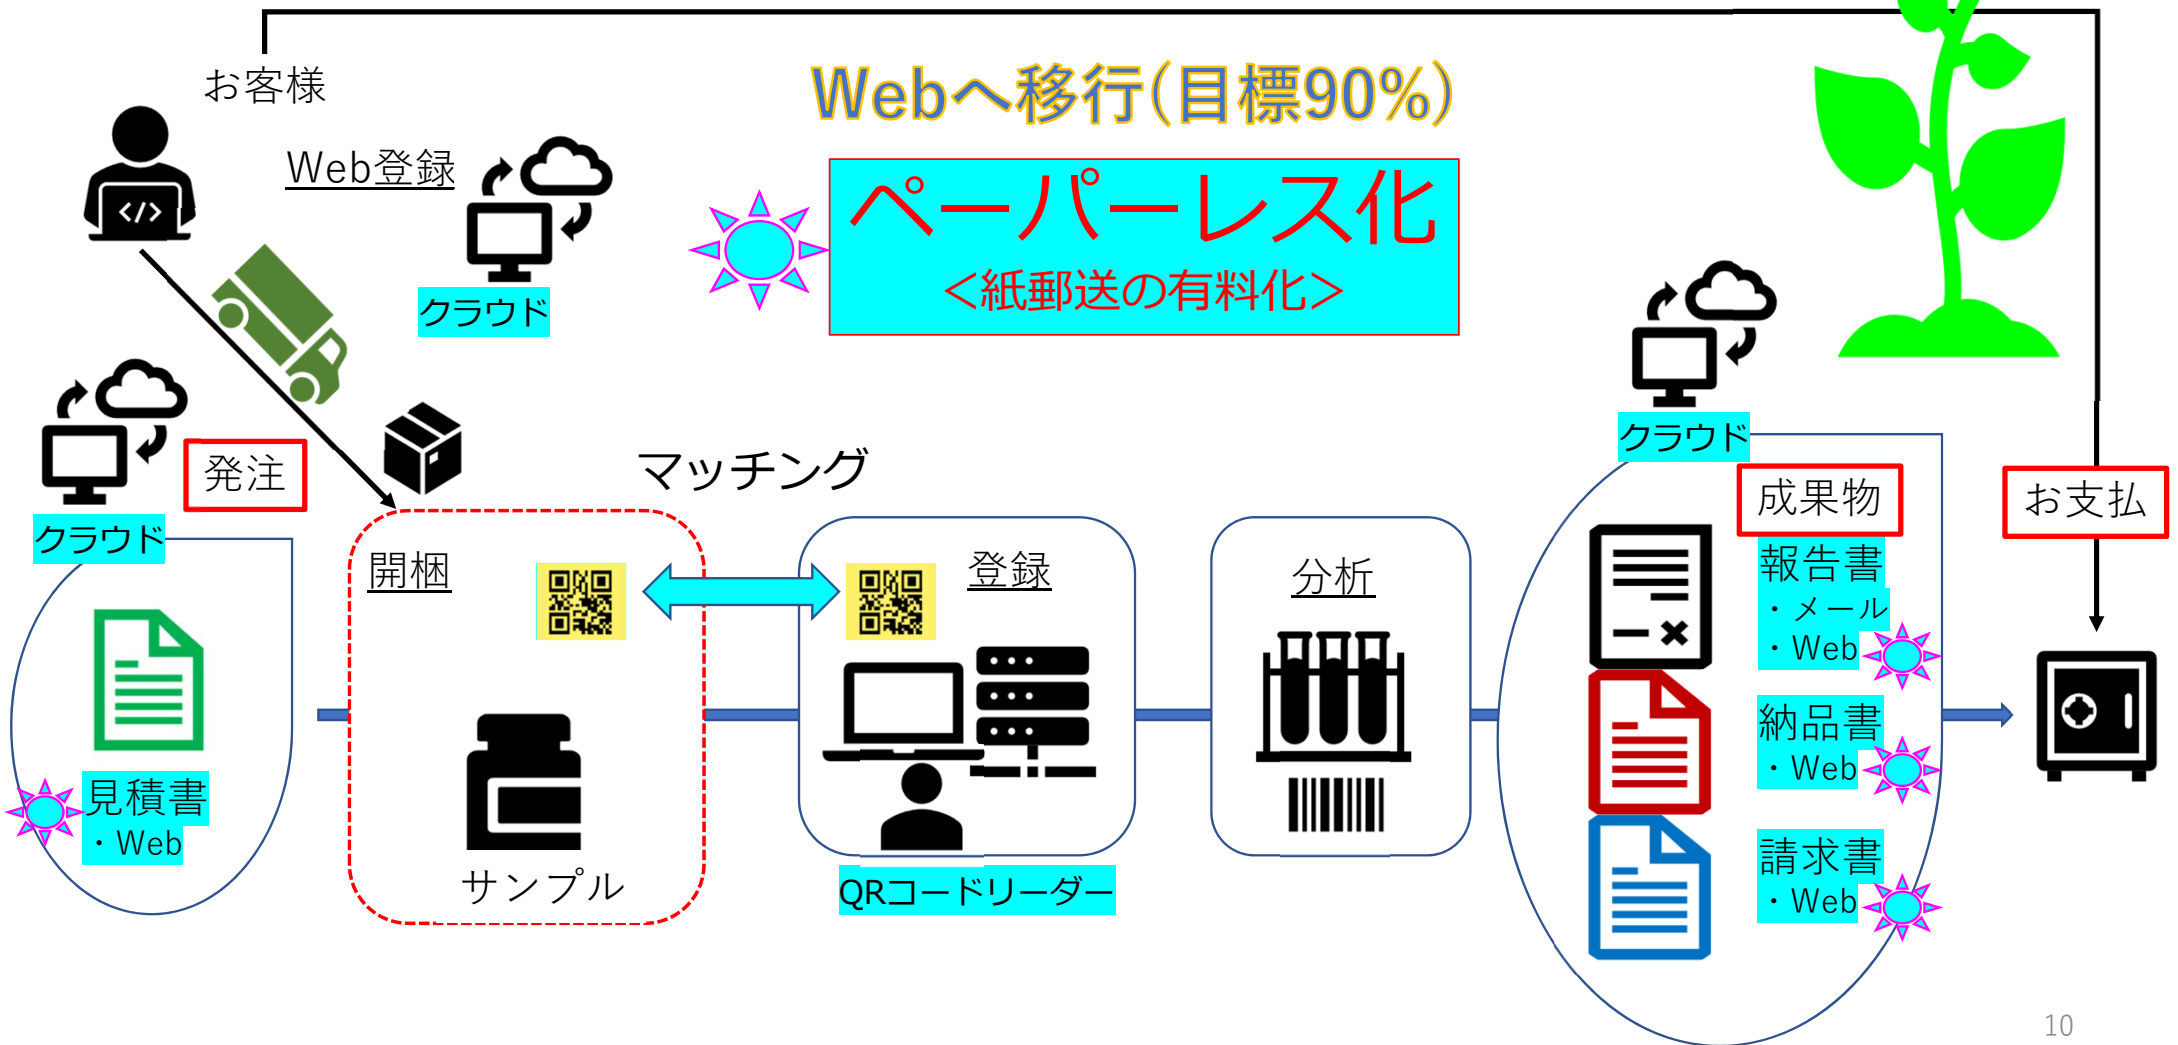 お客様
Webへ移行(目標90%)
Web登録
ペーパーレス化
<紙郵送の有料化>
クラウド
クラウド
発注
マッチング
クラウド
成果物
お支払
開梱
登録
分析
報告書
・メール
・Web
納品書
・Web
見積書
・Web
請求書
・Web
サンプル
QRコードリーダー
10